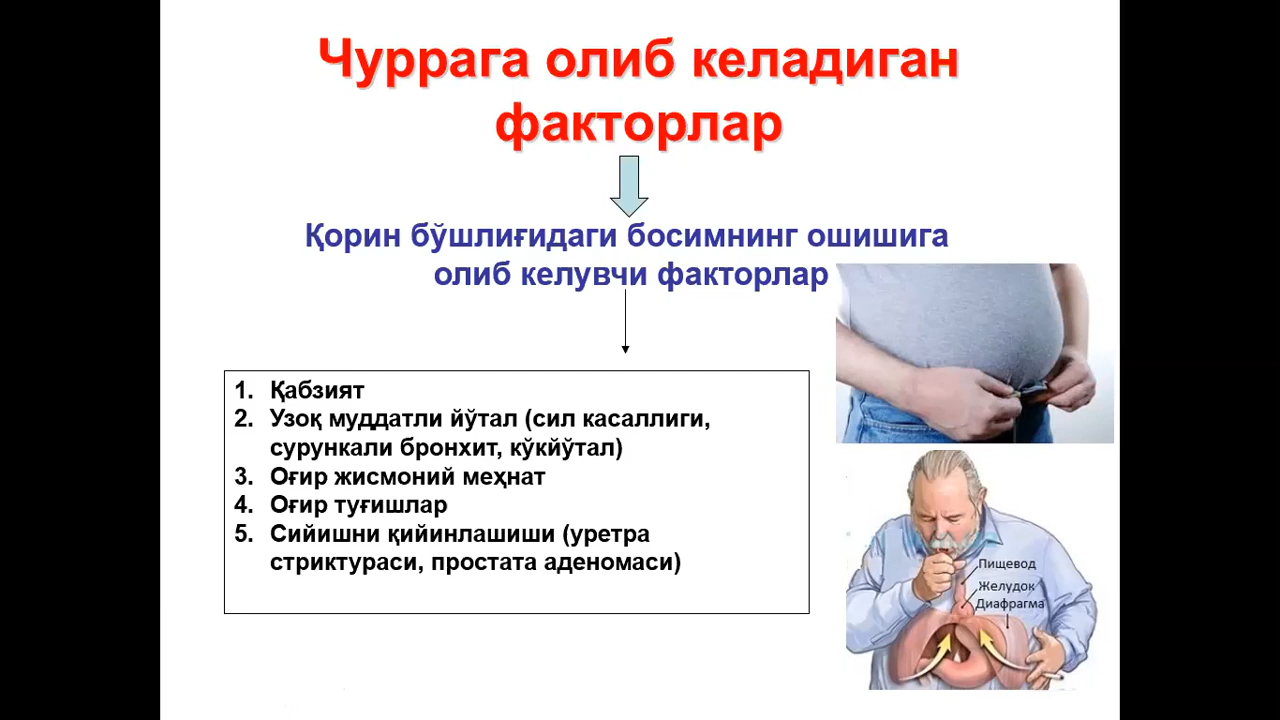 Чуррага олиб келадиган
факторлар
Қорин бўшлиғидаги босимнинг ошишига
олиб келувчи факторлар
1. Қабзият
2. Узоқ муддатли йўтал (сил касаллиги,
сурункали бронхит, кўкйўтал)
3. Оғир жисмоний меҳнат
4. Оғир туғишлар
5. Сийишни қийинлашиши (уретра
стриктураси, простата аденомаси)
Пищевод
Желудок
Диафрагма